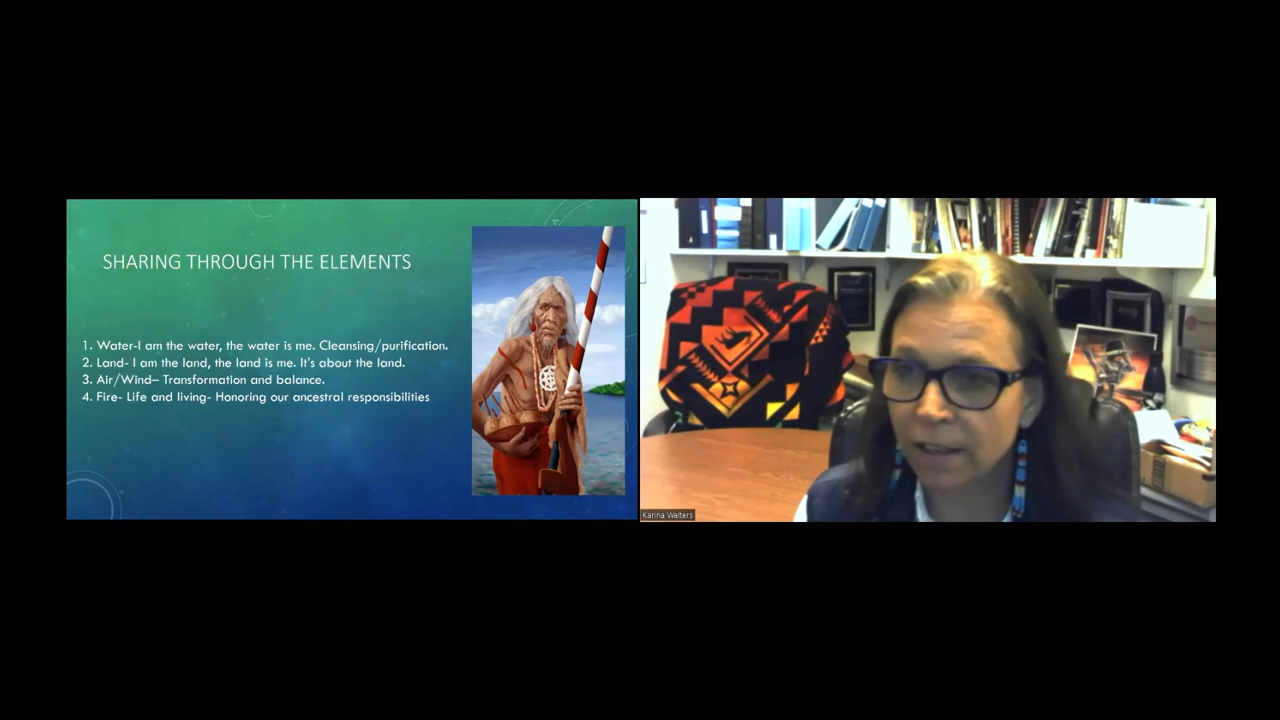 SHARING THROUGH THE ELEMENTS
1. Water-I am the water, the water is me. Cleansing/purification.
2. Land- I am the land, the land is me. It's about the land.
3. Air/Wind– Transformation and balance.
4. Fire- Life and living- Honoring our ancestral responsibilities
Karina Walters